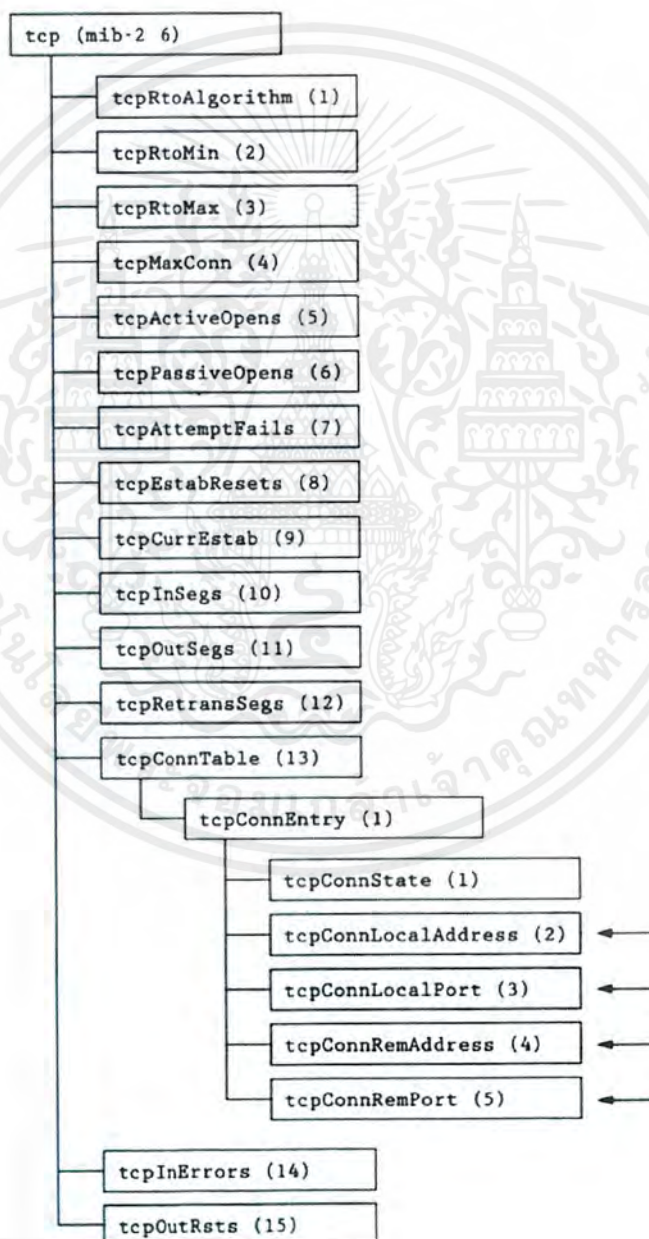 tcp (mib-2 6)
tcpRtoAlgorithm (1)
tcpRtoMin (2)
tcpRtoMax (3)
tcpMaxConn (4)
tcpActiveOpens (5)
tcpPassiveOpens (6)
tcpAttemptFails (7)
tcpEstabResets (8)
tcpCurrEstab (9)
tcpInSegs (10)
tcpOutSegs (11)
tcpRetransSegs (12)
tcpConnTable (13)
tcpConnEntry (1)
tcpConnState (1)
tcpConnLocalAddress (2)
tcpConnLocalPort (3)
tcpConnRemAddress (4)
tcpConnRemPort (5)
tcpInErrors (14)
tcpOutRsts (15)